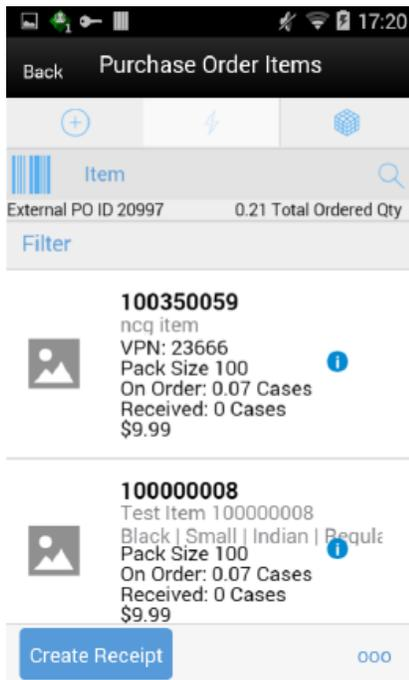 17:20
Back Purchase Order Items
Item
External PO ID 20997 0.21 Total Ordered Qty
Filter
100350059
ncq item
VPN: 23666
Pack Size 100
On Order: 0.07 Cases
Received: 0 Cases
$9.99
100000008
Test Item 100000008
Black | Small | Indian | Regula
Pack Size 100
On Order: 0.07 Cases
Received: 0 Cases
$9.99
Create Receipt ooo